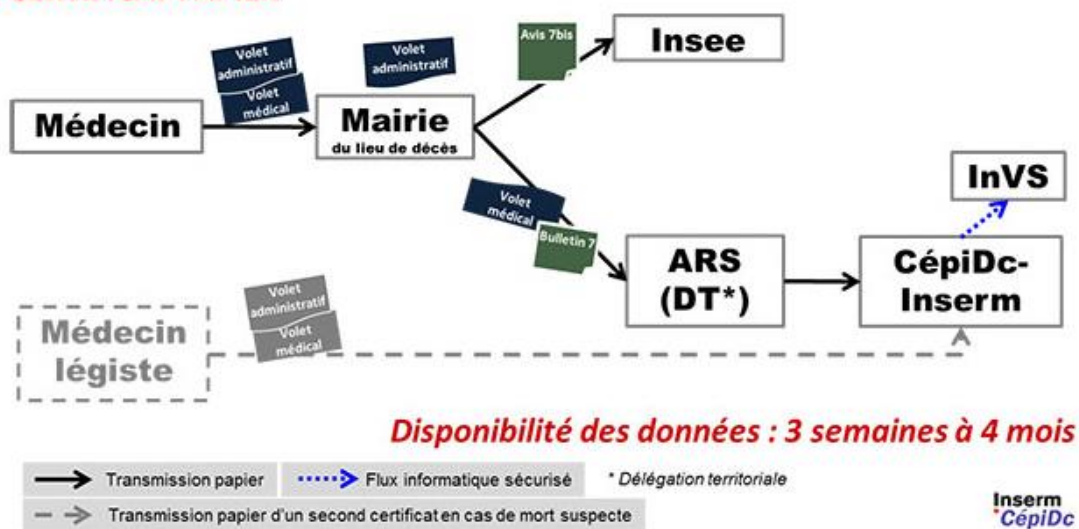 Volet
administratif
Volet
médical
Volet
administratif
Avis 7bis
Insee
Médecin
Mairie
du lieu de décès
InVS
Volet
médical
Bulletin 7
ARS
(DT*)
CépiDc-
Inserm
Volet
administratif
Volet
médical
Médecin
légiste
Disponibilité des données : 3 semaines à 4 mois
Transmission papier
Flux informatique sécurisé
* Délégation territoriale
Transmission papier d'un second certificat en cas de mort suspecte
Inserm
CépiDc